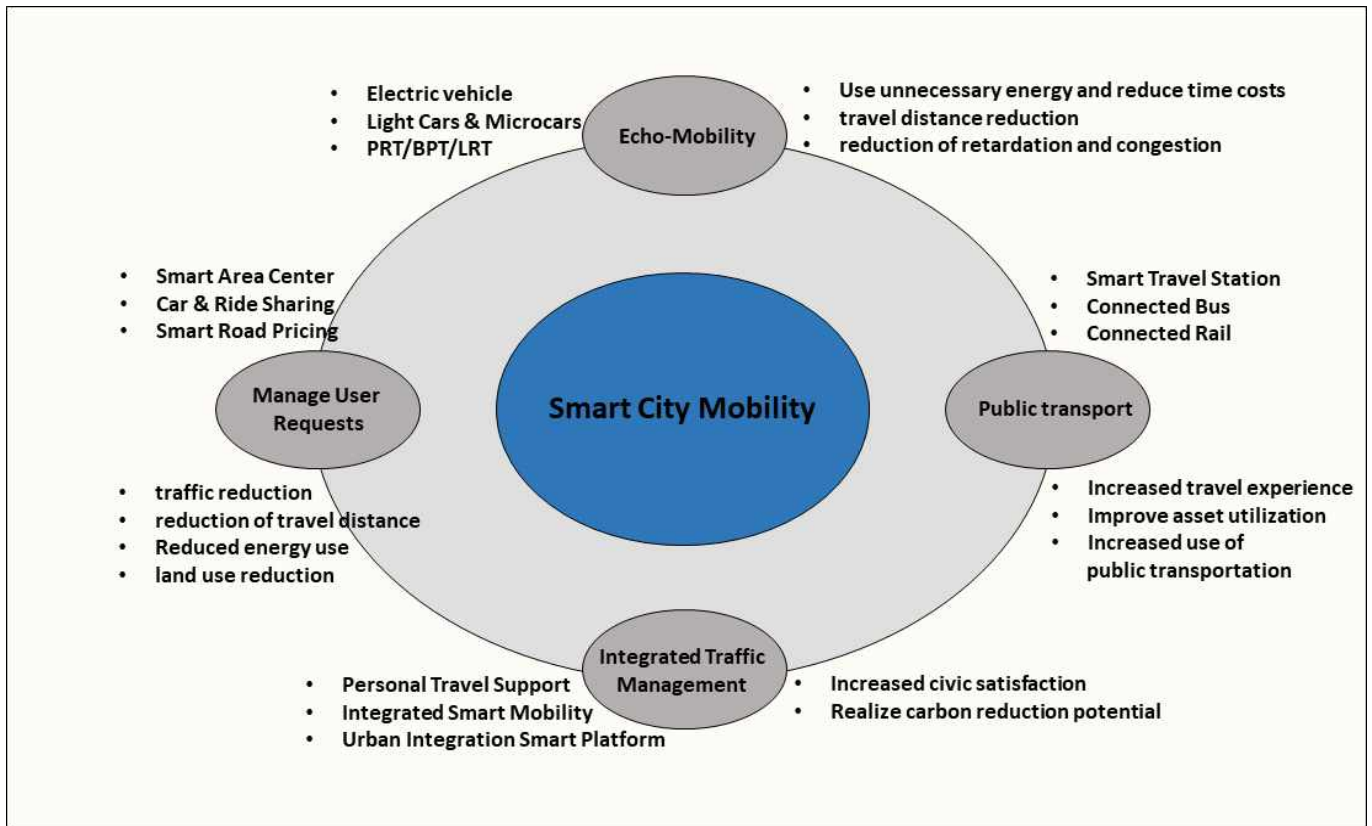 • Electric vehicle
• Light Cars & Microcars
• PRT/BPT/LRT
Echo-Mobility
• Use unnecessary energy and reduce time costs
• travel distance reduction
• reduction of retardation and congestion
• Smart Area Center
• Car & Ride Sharing
• Smart Road Pricing
Manage User
Requests
• traffic reduction
• reduction of travel distance
• Reduced energy use
• land use reduction
Smart City Mobility
• Smart Travel Station
• Connected Bus
• Connected Rail
Public transport
• Increased travel experience
• Improve asset utilization
• Increased use of
public transportation
• Personal Travel Support
• Integrated Smart Mobility
• Urban Integration Smart Platform
Integrated Traffic
Management
• Increased civic satisfaction
• Realize carbon reduction potential